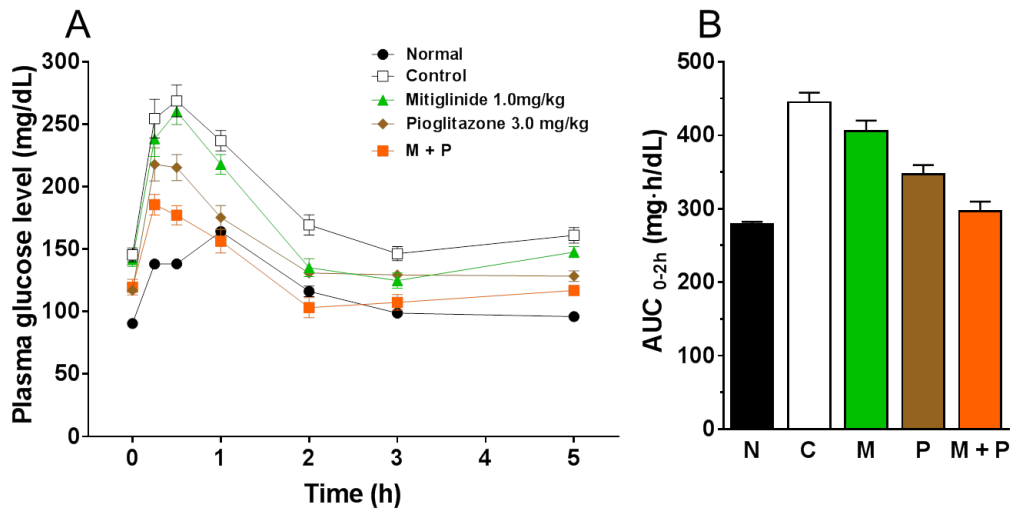 A
Plasma glucose level (mg/dL)
300
250
200
150
100
50
0
0
1
2
3
4
5
Time (h)
Normal
Control
Mitiglinide 1.0mg/kg
Pioglitazone 3.0 mg/kg
M + P
B
AUC 0-2h (mg·h/dL)
500
400
300
200
100
0
N
C
M
P
M + P